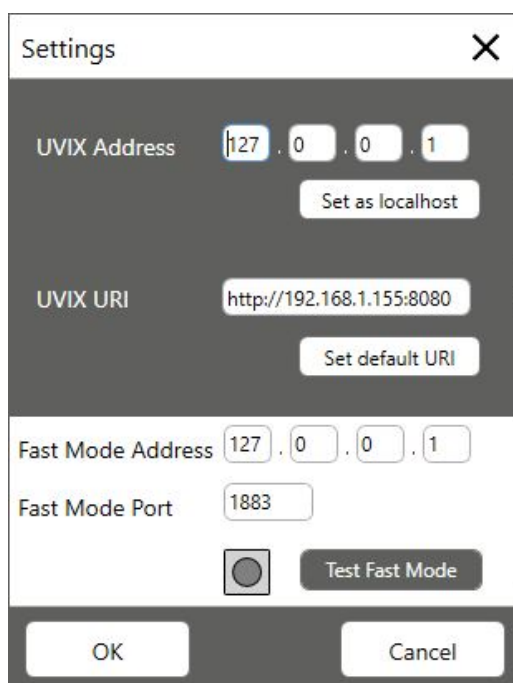 Settings
UVIX Address 127 . 0 . 0 . 1
Set as localhost
UVIX URI http://192.168.1.155:8080
Set default URI
Fast Mode Address 127 . 0 . 0 . 1
Fast Mode Port 1883
Test Fast Mode
OK Cancel